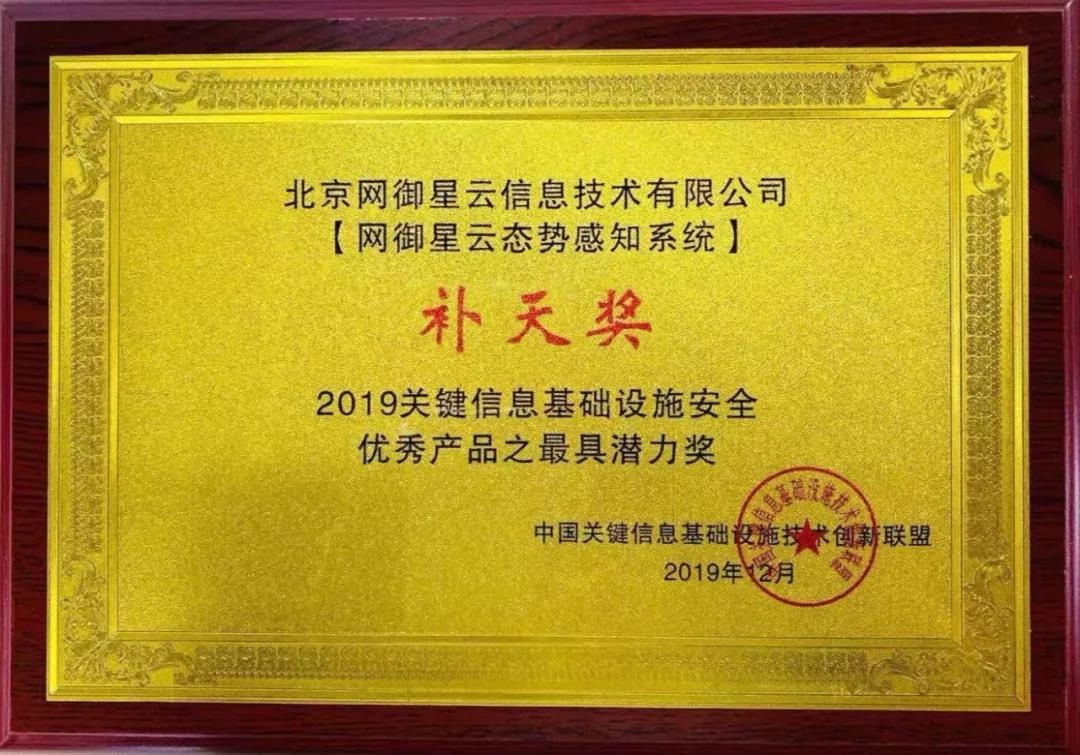 北京网御星云信息技术有限公司
【网御星云态势感知系统】
补天奖
2019关键信息基础设施安全
优秀产品之最具潜力奖
中国关键信息基础设施技术创新联盟
2019年12月